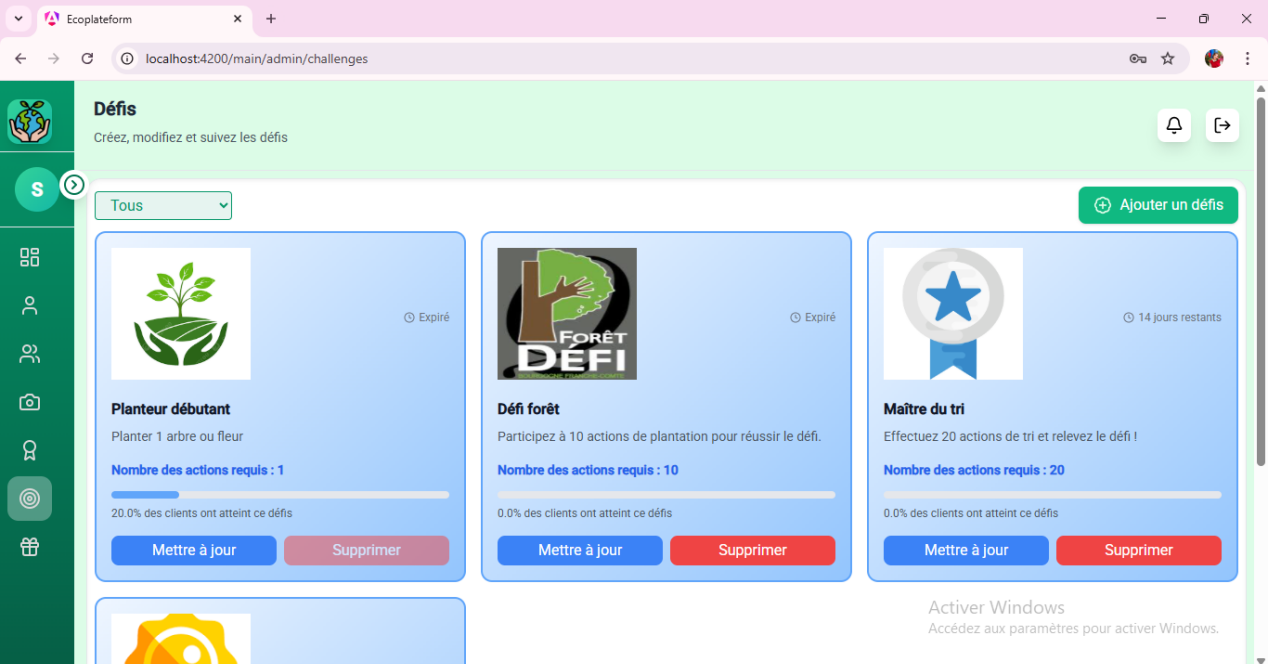 Ecoplateform
localhost:4200/main/admin/challenges
Défis
Créez, modifiez et suivez les défis
S
Tous
Ajouter un défis
Expiré
Planteur débutant
Planter 1 arbre ou fleur
Nombre des actions requis : 1
20.0% des clients ont atteint ce défis
Mettre à jour
Supprimer
FORÊT
DÉFI
BOURGOGNE FRANCHE-COMTÉ
Expiré
Défi forêt
Participez à 10 actions de plantation pour réussir le défi.
Nombre des actions requis : 10
0.0% des clients ont atteint ce défis
Mettre à jour
Supprimer
14 jours restants
Maître du tri
Effectuez 20 actions de tri et relevez le défi !
Nombre des actions requis : 20
0.0% des clients ont atteint ce défis
Mettre à jour
Supprimer
Activer Windows
Accédez aux paramètres pour activer Windows.